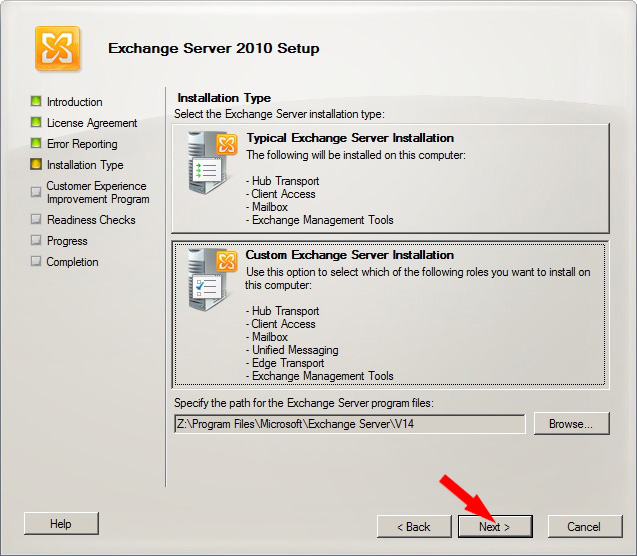 Exchange Server 2010 Setup
Introduction
License Agreement
Error Reporting
Installation Type
Customer Experience
Improvement Program
Readiness Checks
Progress
Completion
Installation Type
Select the Exchange Server installation type:
Typical Exchange Server Installation
The following will be installed on this computer:
- Hub Transport
- Client Access
- Mailbox
- Exchange Management Tools
Custom Exchange Server Installation
Use this option to select which of the following roles you want to install on
this computer:
- Hub Transport
- Client Access
- Mailbox
- Unified Messaging
- Edge Transport
- Exchange Management Tools
Specify the path for the Exchange Server program files:
Z:\Program Files\Microsoft\Exchange Server\V14
Browse...
Help
< Back
Next >
Cancel